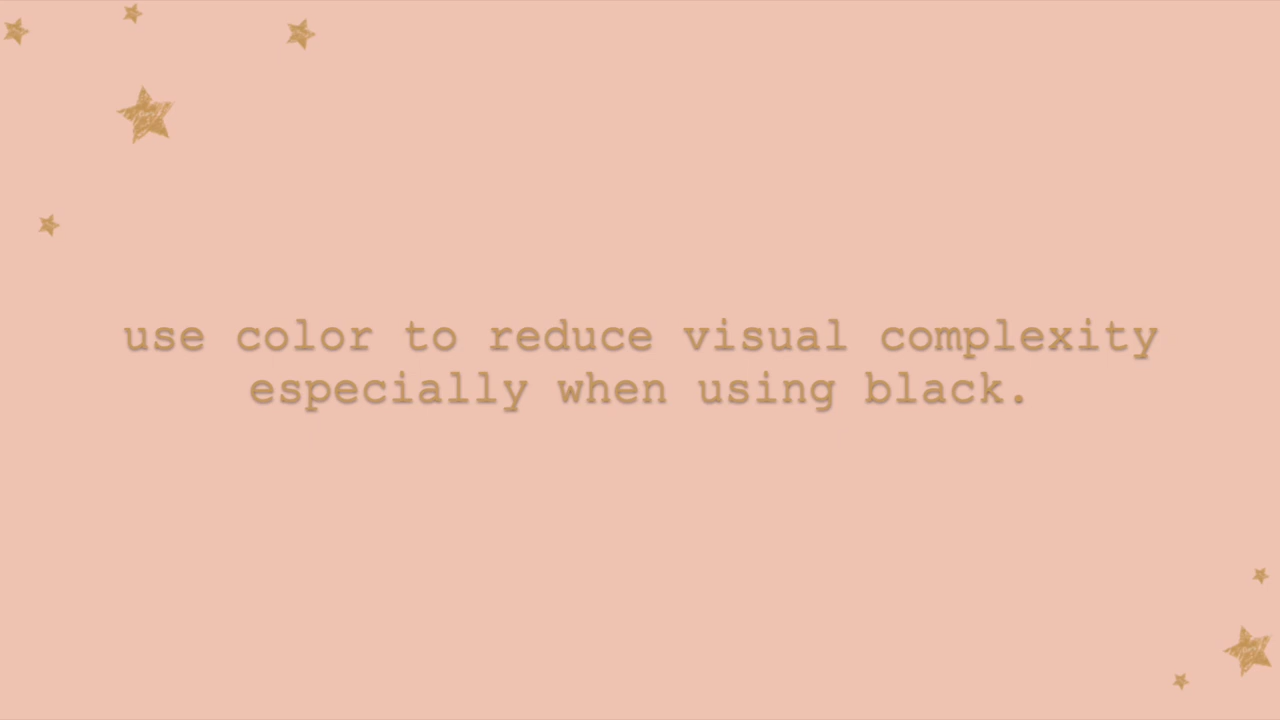 use color to reduce visual complexity
especially when using black.